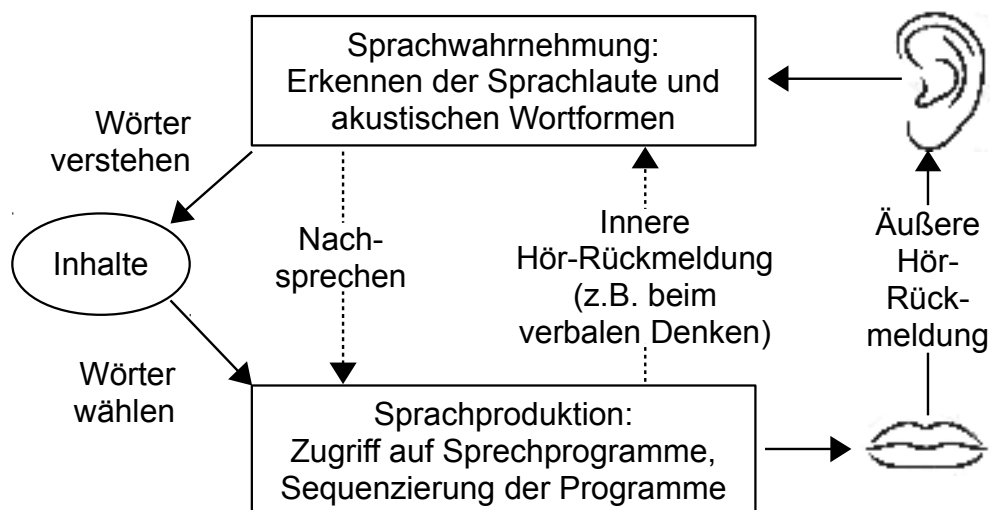 Sprachwahrnehmung:
Erkennen der Sprachlaute und
akustischen Wortformen
Wörter
verstehen
Inhalte
Nach-
sprechen
Innere
Hör-Rückmeldung
(z.B. beim
verbalen Denken)
Äußere
Hör-
Rück-
meldung
Wörter
wählen
Sprachproduktion:
Zugriff auf Sprechprogramme,
Sequenzierung der Programme